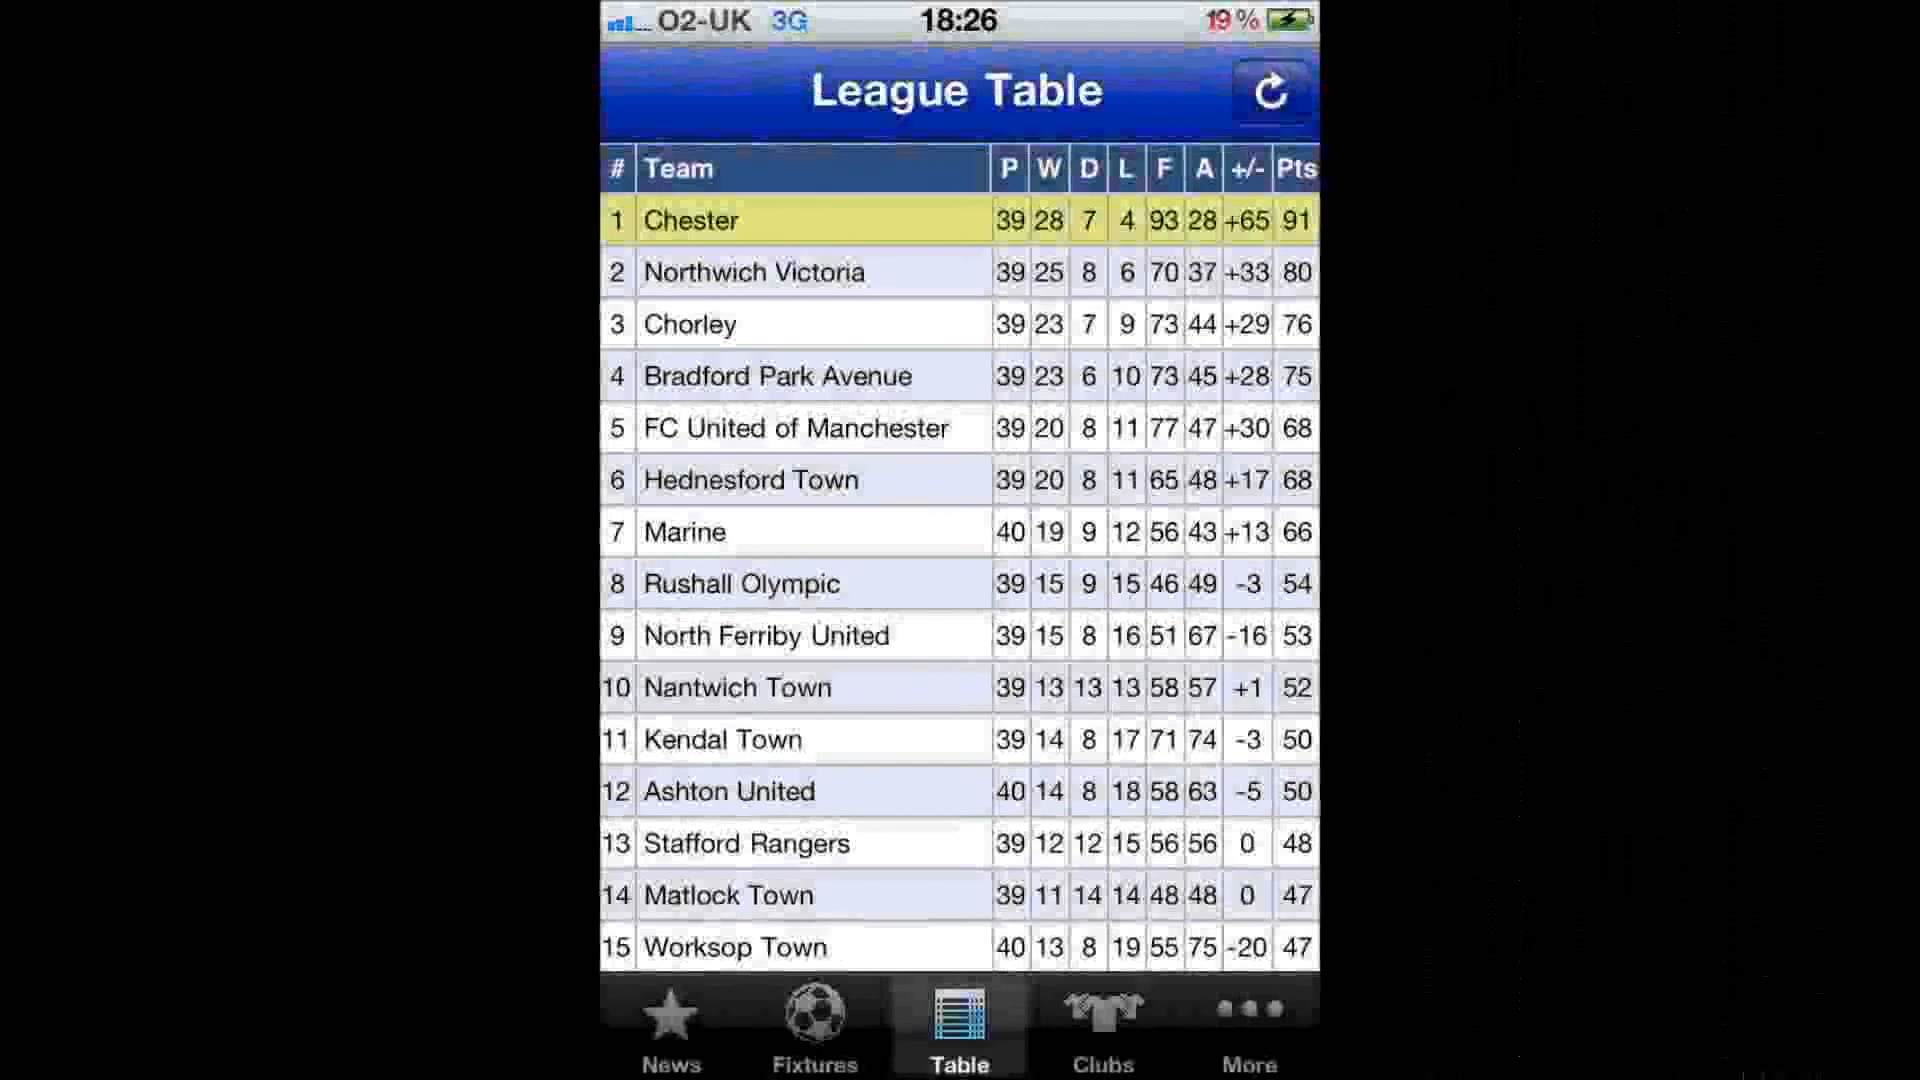 O2-UK 3G 18:26 19%
League Table
# Team P W D L F A +/- Pts
1 Chester 39 28 7 4 93 28 +65 91
2 Northwich Victoria 39 25 8 6 70 37 +33 80
3 Chorley 39 23 7 9 73 44 +29 76
4 Bradford Park Avenue 39 23 6 10 73 45 +28 75
5 FC United of Manchester 39 20 8 11 77 47 +30 68
6 Hednesford Town 39 20 8 11 65 48 +17 68
7 Marine 40 19 9 12 56 43 +13 66
8 Rushall Olympic 39 15 9 15 46 49 -3 54
9 North Ferriby United 39 15 8 16 51 67 -16 53
10 Nantwich Town 39 13 13 13 58 57 +1 52
11 Kendal Town 39 14 8 17 71 74 -3 50
12 Ashton United 40 14 8 18 58 63 -5 50
13 Stafford Rangers 39 12 12 15 56 56 0 48
14 Matlock Town 39 11 14 14 48 48 0 47
15 Worksop Town 40 13 8 19 55 75 -20 47
News Fixtures Table Clubs More